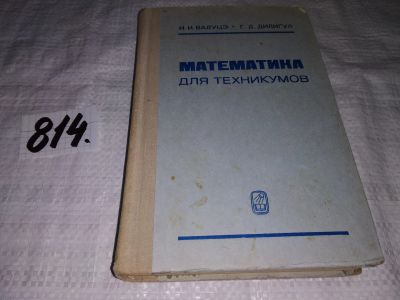 И. И. ВАЛУЦЭ • Г. Д. ДИЛИГУЛ
МАТЕМАТИКА
ДЛЯ ТЕХНИКУМОВ
814.